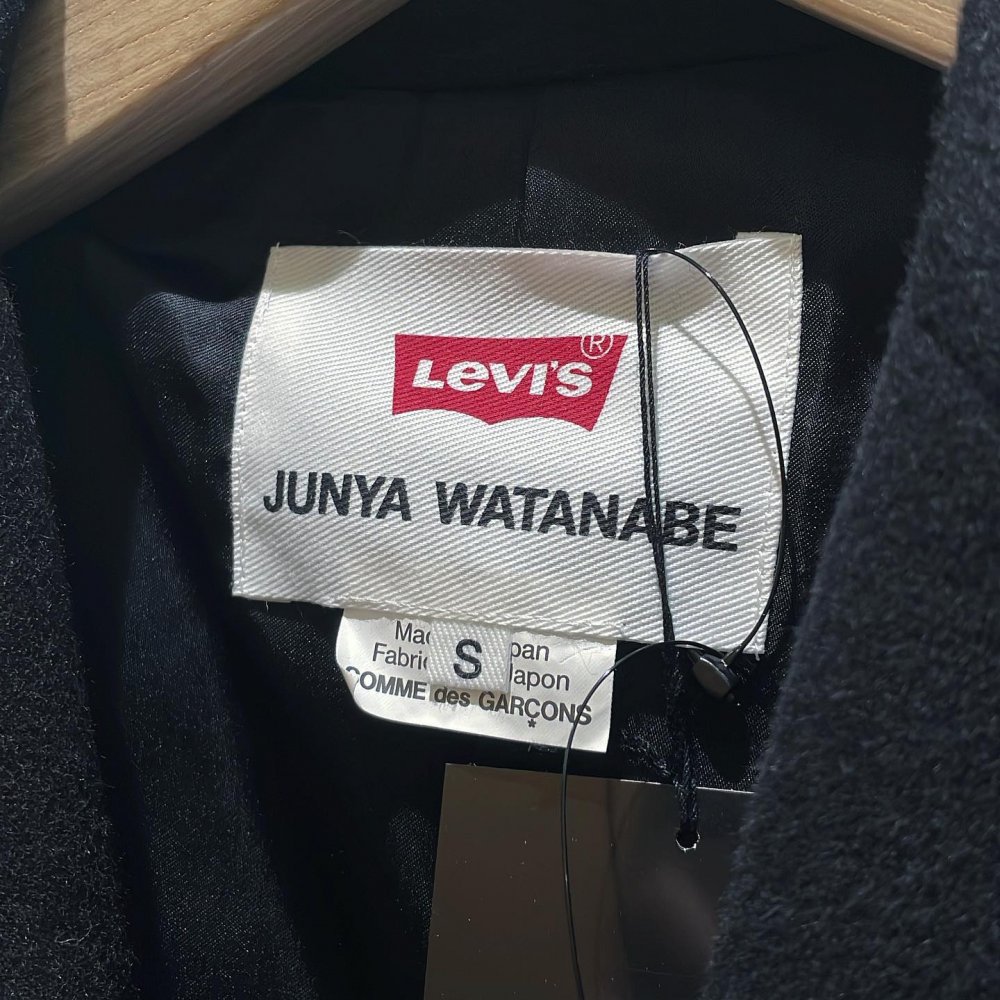 Levi's®
JUNYA WATANABE
S
COMME des GARÇONS